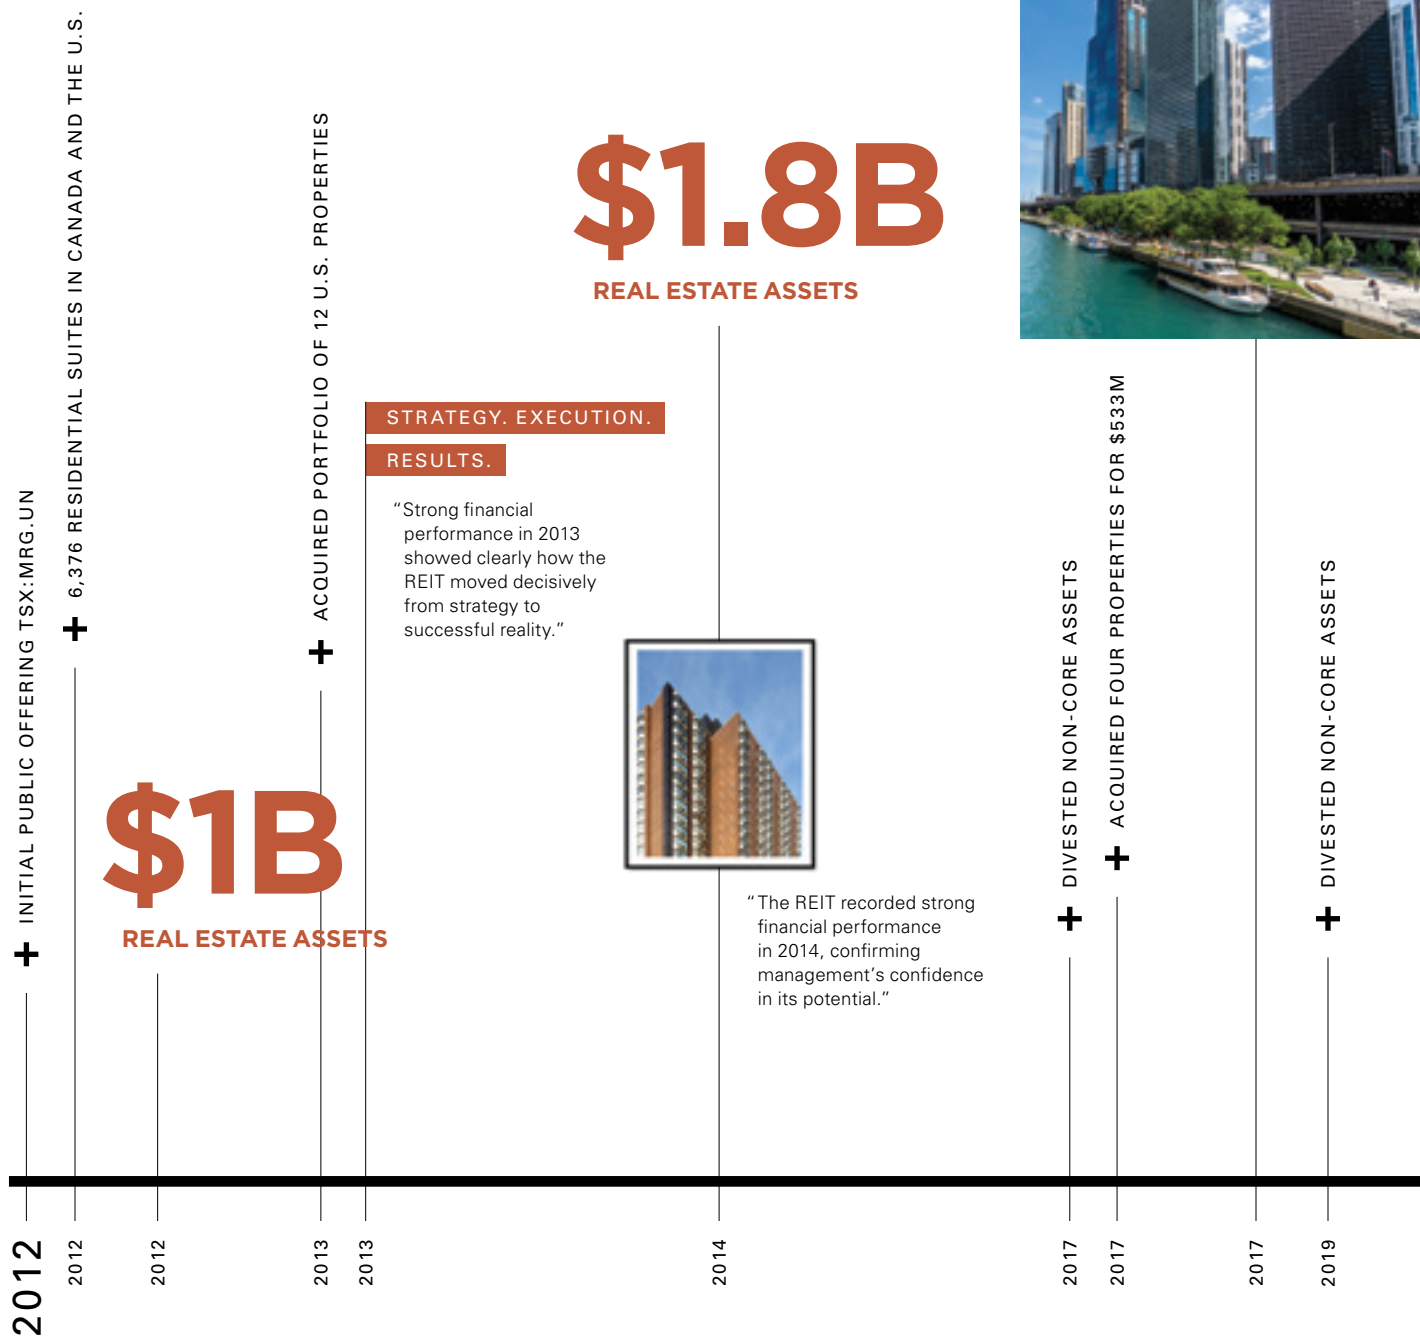 INITIAL PUBLIC OFFERING TSX:MRG.UN
6,376 RESIDENTIAL SUITES IN CANADA AND THE U.S.
$1B
REAL ESTATE ASSETS
ACQUIRED PORTFOLIO OF 12 U.S. PROPERTIES
STRATEGY. EXECUTION.
RESULTS.
“Strong financial
performance in 2013
showed clearly how the
REIT moved decisively
from strategy to
successful reality.”
$1.8B
REAL ESTATE ASSETS
“The REIT recorded strong
financial performance
in 2014, confirming
management’s confidence
in its potential.”
DIVESTED NON-CORE ASSETS
ACQUIRED FOUR PROPERTIES FOR $533M
DIVESTED NON-CORE ASSETS
2012
2012
2012
2013
2013
2014
2017
2017
2017
2019